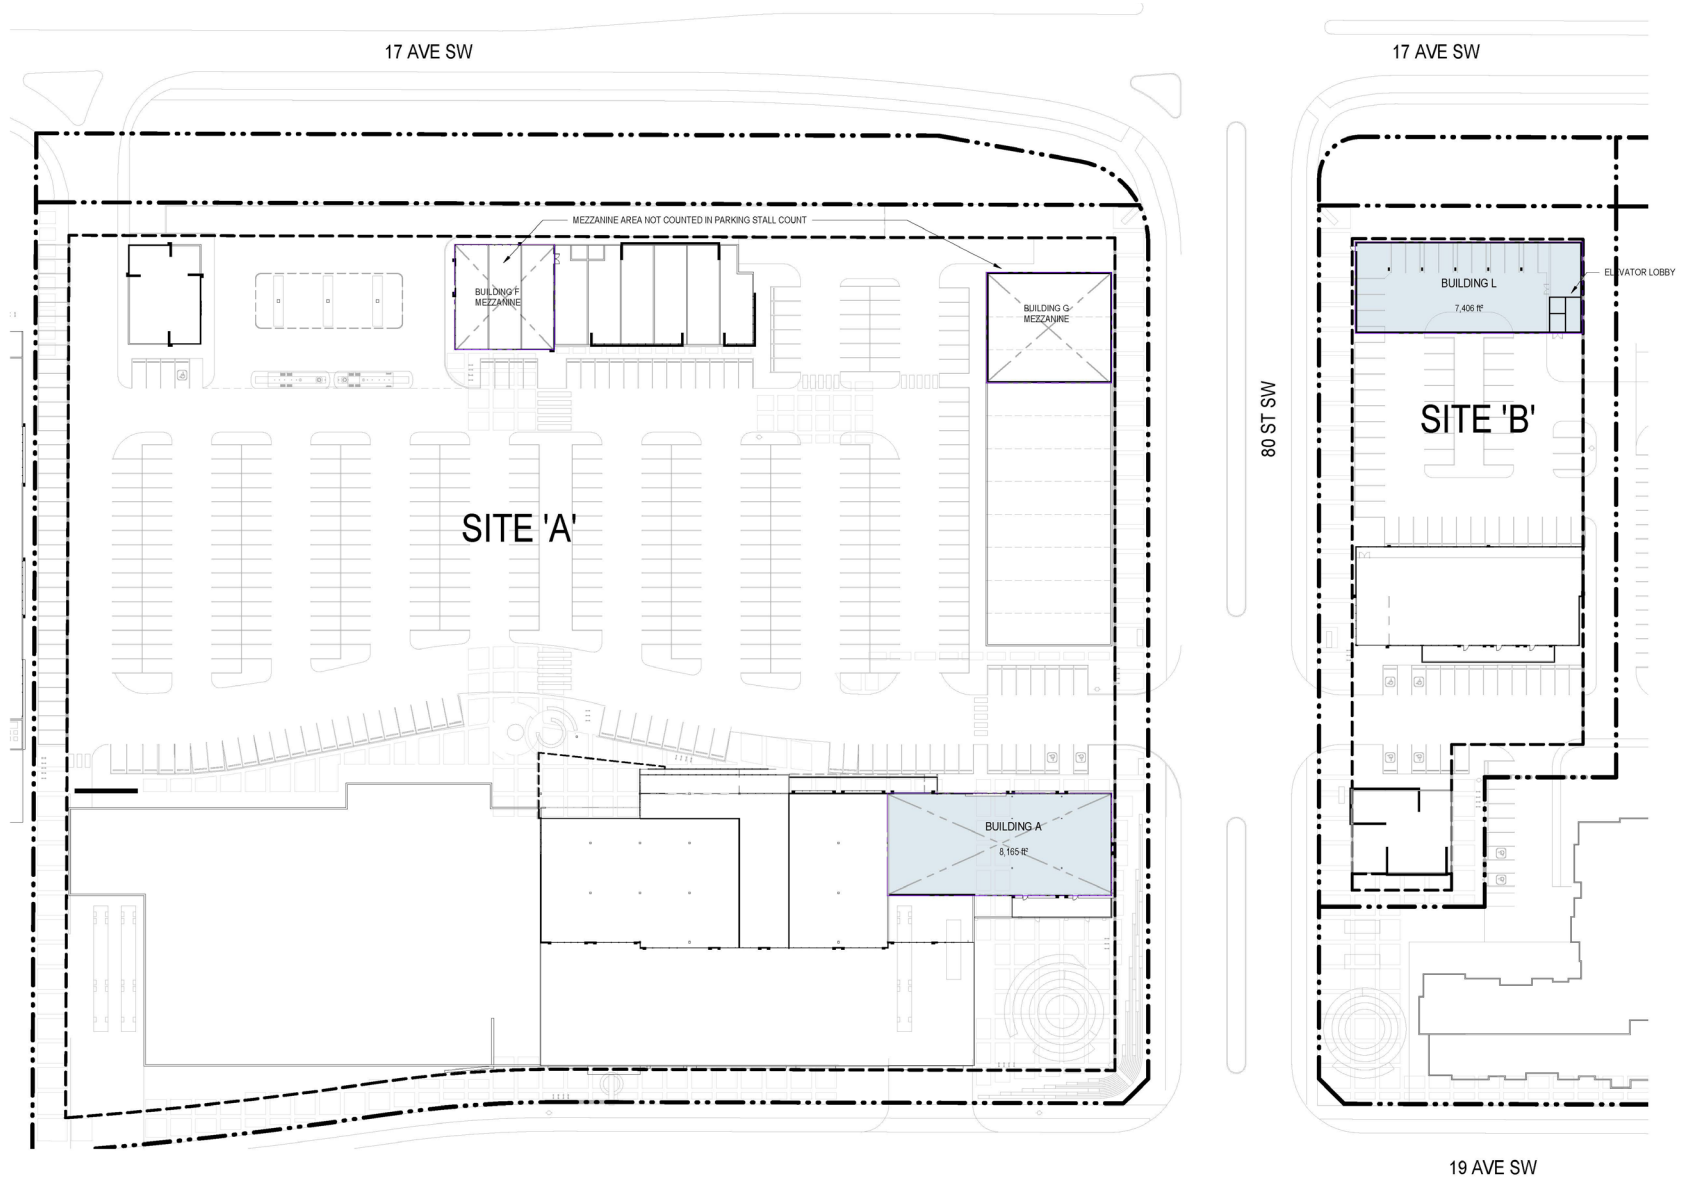 17 AVE SW
17 AVE SW
MEZZANINE AREA NOT COUNTED IN PARKING STALL COUNT
ELEVATOR LOBBY
BUILDING L
7,406 ft²
BUILDING F
MEZZANINE
BUILDING G
MEZZANINE
80 ST SW
SITE 'B'
SITE 'A'
BUILDING A
8,165 ft²
19 AVE SW